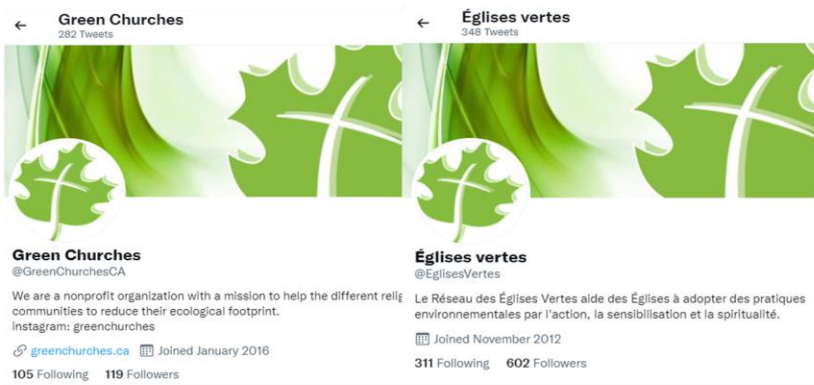 Green Churches
282 Tweets
Green Churches
@GreenChurchesCA
We are a nonprofit organization with a mission to help the different relig
communities to reduce their ecological footprint.
instagram: greenchurches
greenchurches.ca Joined January 2016
105 Following 119 Followers
Églises vertes
348 Tweets
Églises vertes
@EglisesVertes
Le Réseau des Églises Vertes aide des Églises à adopter des pratiques
environnementales par l'action, la sensibilisation et la spiritualité.
Joined November 2012
311 Following 602 Followers